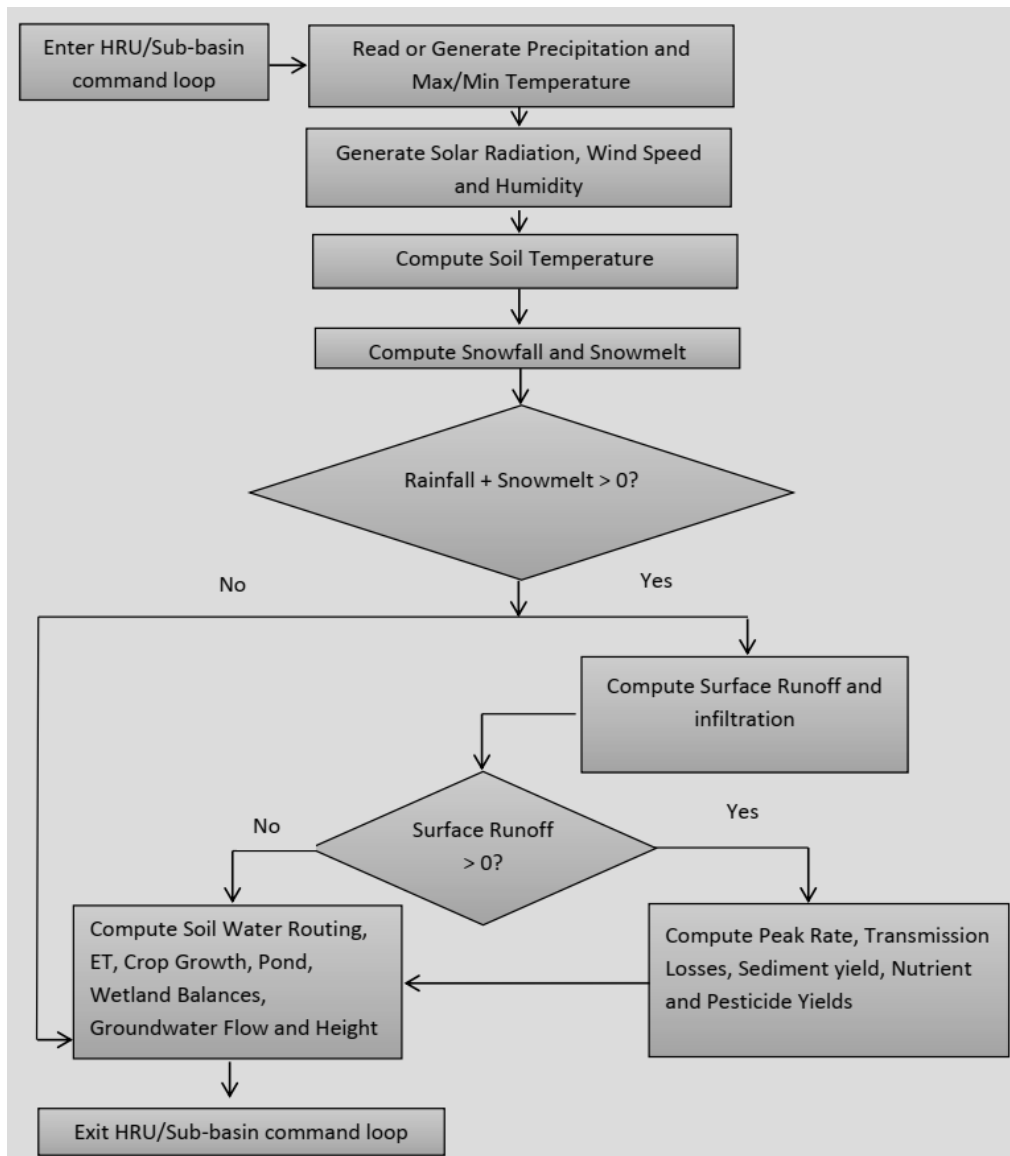 Enter HRU/Sub-basin
command loop
Read or Generate Precipitation and
Max/Min Temperature
Generate Solar Radiation, Wind Speed
and Humidity
Compute Soil Temperature
Compute Snowfall and Snowmelt
Rainfall + Snowmelt > 0?
No
Yes
Compute Surface Runoff and
infiltration
Surface Runoff
> 0?
No
Yes
Compute Soil Water Routing,
ET, Crop Growth, Pond,
Wetland Balances,
Groundwater Flow and Height
Compute Peak Rate, Transmission
Losses, Sediment yield, Nutrient
and Pesticide Yields
Exit HRU/Sub-basin command loop